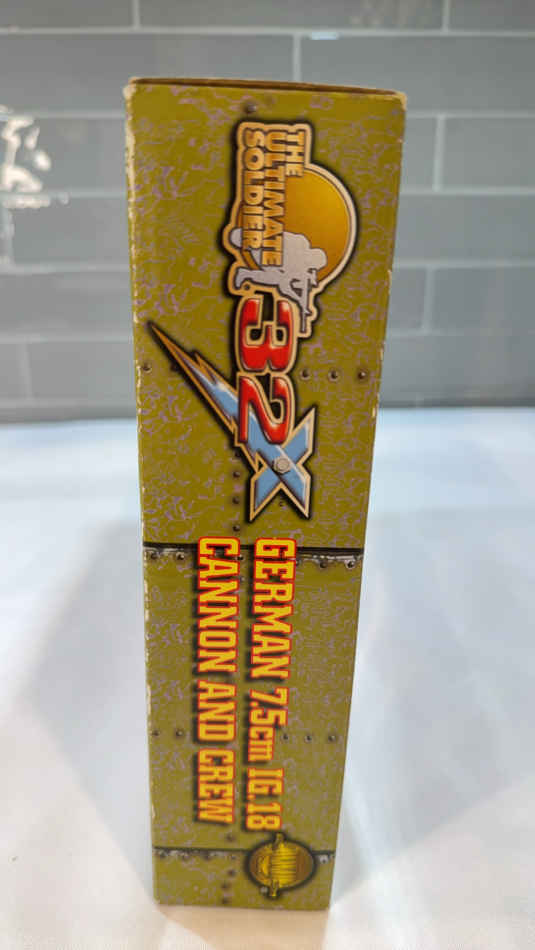 THE
ULTIMATE
SOLDIER
32X
GERMAN 7.5cm IG.18
CANNON AND CREW